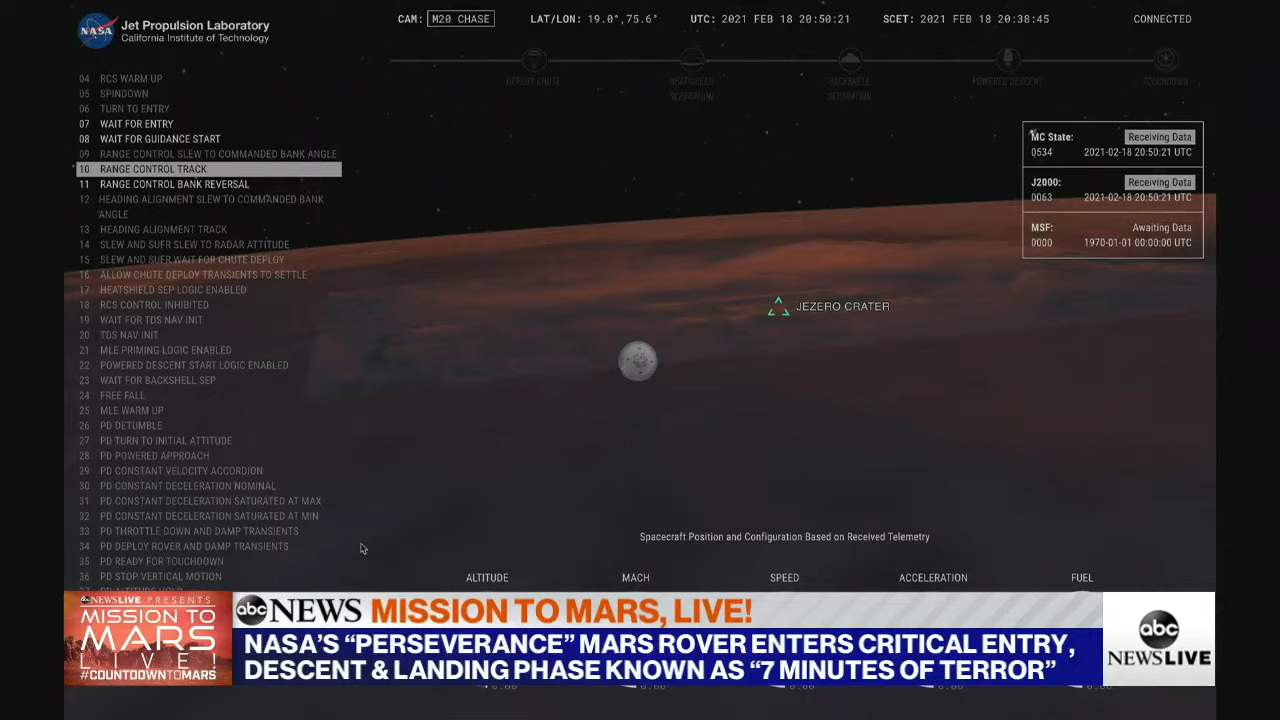 NASA
Jet Propulsion Laboratory
California Institute of Technology
CAM: M20 CHASE
LAT/LON: 19.0°,75.6°
UTC: 2021 FEB 18 20:50:21
SCET: 2021 FEB 18 20:38:45
CONNECTED
DEPLOY CHUTE
HEATSHIELD
SEPARATION
BACKSHELL
SEPARATION
POWERED DESCENT
TOUCHDOWN
04 RCS WARM UP
05 SPINDOWN
06 TURN TO ENTRY
07 WAIT FOR ENTRY
08 WAIT FOR GUIDANCE START
09 RANGE CONTROL SLEW TO COMMANDED BANK ANGLE
10 RANGE CONTROL TRACK
11 RANGE CONTROL BANK REVERSAL
12 HEADING ALIGNMENT SLEW TO COMMANDED BANK
ANGLE
13 HEADING ALIGNMENT TRACK
14 SLEW AND SUFR SLEW TO RADAR ATTITUDE
15 SLEW AND SUFR WAIT FOR CHUTE DEPLOY
16 ALLOW CHUTE DEPLOY TRANSIENTS TO SETTLE
17 HEATSHIELD SEP LOGIC ENABLED
18 RCS CONTROL INHIBITED
19 WAIT FOR TDS NAV INIT
20 TDS NAV INIT
21 MLE PRIMING LOGIC ENABLED
22 POWERED DESCENT START LOGIC ENABLED
23 WAIT FOR BACKSHELL SEP
24 FREE FALL
25 MLE WARM UP
26 PD DETUMBLE
27 PD TURN TO INITIAL ATTITUDE
28 PD POWERED APPROACH
29 PD CONSTANT VELOCITY ACCORDION
30 PD CONSTANT DECELERATION NOMINAL
31 PD CONSTANT DECELERATION SATURATED AT MAX
32 PD CONSTANT DECELERATION SATURATED AT MIN
33 PD THROTTLE DOWN AND DAMP TRANSIENTS
34 PD DEPLOY ROVER AND DAMP TRANSIENTS
35 PD READY FOR TOUCHDOWN
36 PD STOP VERTICAL MOTION
MC State: Receiving Data
0534 2021-02-18 20:50:21 UTC
J2000: Receiving Data
0063 2021-02-18 20:50:21 UTC
MSF: Awaiting Data
0000 1970-01-01 00:00:00 UTC
JEZERO CRATER
Spacecraft Position and Configuration Based on Received Telemetry
ALTITUDE MACH SPEED ACCELERATION FUEL
abc NEWSLIVE PRESENTS
MISSION TO
MARS
LIVE!
#COUNTDOWNTOMARS
abc NEWS MISSION TO MARS, LIVE!
NASA'S “PERSEVERANCE” MARS ROVER ENTERS CRITICAL ENTRY,
DESCENT & LANDING PHASE KNOWN AS “7 MINUTES OF TERROR”
abc
NEWSLIVE